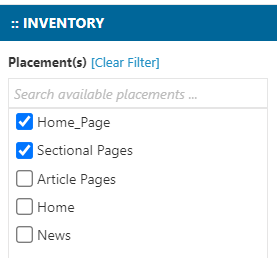 :: INVENTORY
Placement(s) [Clear Filter]
Search available placements ...
Home_Page
Sectional Pages
Article Pages
Home
News